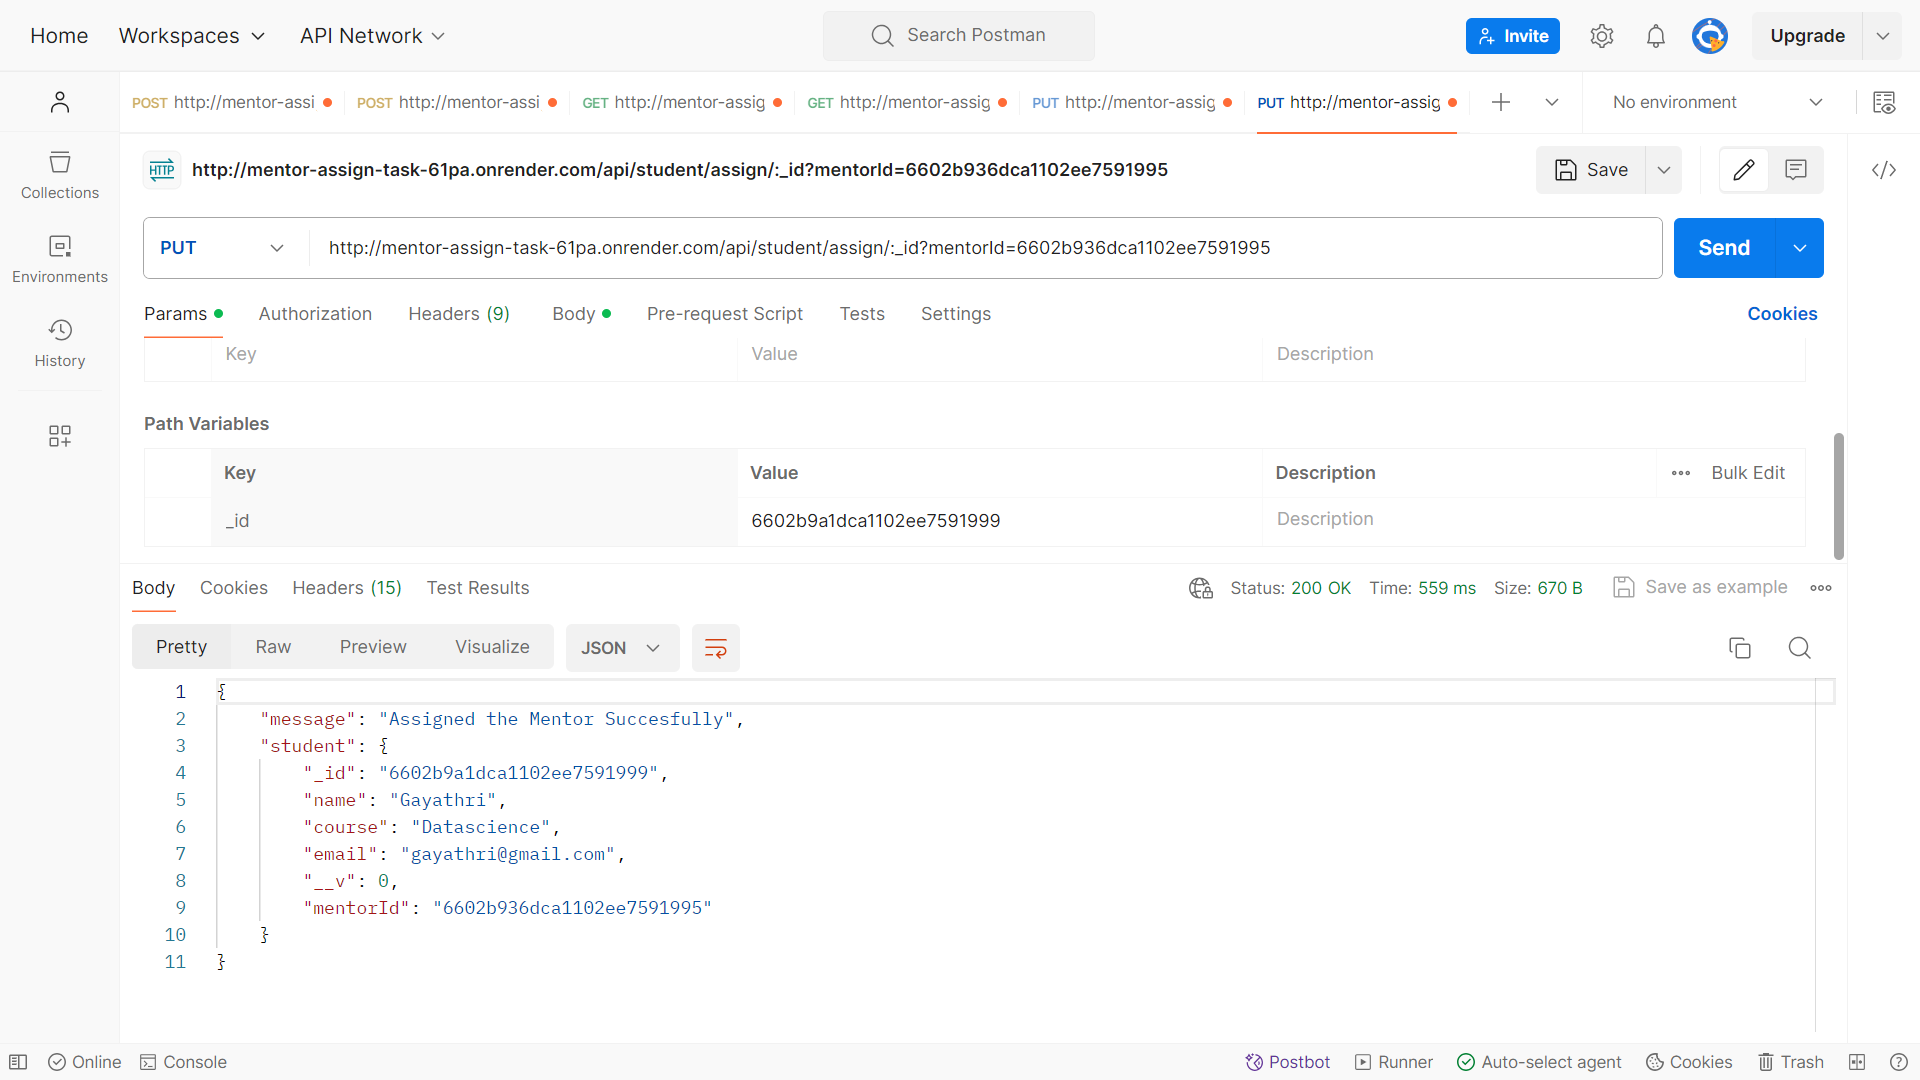 Home Workspaces API Network Search Postman Invite Upgrade
POST http://mentor-assi POST http://mentor-assi GET http://mentor-assig GET http://mentor-assig PUT http://mentor-assig PUT http://mentor-assig No environment
HTTP http://mentor-assign-task-61pa.onrender.com/api/student/assign/:_id?mentorId=6602b936dca1102ee7591995 Save
Collections
PUT http://mentor-assign-task-61pa.onrender.com/api/student/assign/:_id?mentorId=6602b936dca1102ee7591995 Send
Environments
Params Authorization Headers (9) Body Pre-request Script Tests Settings Cookies
History
Key Value Description
Path Variables
Key Value Description Bulk Edit
_id 6602b9a1dca1102ee7591999 Description
Body Cookies Headers (15) Test Results Status: 200 OK Time: 559 ms Size: 670 B Save as example
Pretty Raw Preview Visualize JSON
1 {
2 "message": "Assigned the Mentor Succesfully",
3 "student": {
4 "_id": "6602b9a1dca1102ee7591999",
5 "name": "Gayathri",
6 "course": "Datascience",
7 "email": "gayathri@gmail.com",
8 "__v": 0,
9 "mentorId": "6602b936dca1102ee7591995"
10 }
11 }
Online Console Postbot Runner Auto-select agent Cookies Trash